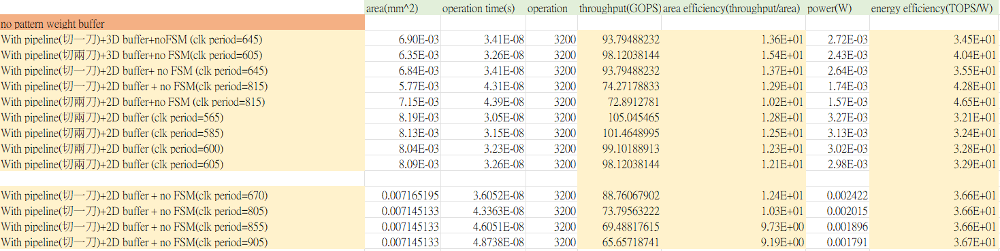 area(mm^2) operation time(s) operation throughput(GOPS) area efficiency(throughput/area) power(W) energy efficiency(TOPS/W)
no pattern weight buffer
With pipeline(切一刀)+3D buffer+noFSM (clk period=645) 6.90E-03 3.41E-08 3200 93.79488232 1.36E+01 2.72E-03 3.45E+01
With pipeline(切兩刀)+3D buffer+no FSM(clk period=605) 6.35E-03 3.26E-08 3200 98.12038144 1.54E+01 2.43E-03 4.04E+01
With pipeline(切一刀)+2D buffer+ no FSM (clk period=645) 6.84E-03 3.41E-08 3200 93.79488232 1.37E+01 2.64E-03 3.55E+01
With pipeline(切一刀)+2D buffer + no FSM(clk period=815) 5.77E-03 4.31E-08 3200 74.27178833 1.29E+01 1.74E-03 4.28E+01
With pipeline(切兩刀)+2D buffer+no FSM (clk period=815) 7.15E-03 4.39E-08 3200 72.8912781 1.02E+01 1.57E-03 4.65E+01
With pipeline(切兩刀)+2D buffer (clk period=565) 8.19E-03 3.05E-08 3200 105.045465 1.28E+01 3.27E-03 3.21E+01
With pipeline(切兩刀)+2D buffer (clk period=585) 8.13E-03 3.15E-08 3200 101.4648995 1.25E+01 3.13E-03 3.24E+01
With pipeline(切兩刀)+2D buffer (clk period=600) 8.04E-03 3.23E-08 3200 99.10188913 1.23E+01 3.02E-03 3.28E+01
With pipeline(切兩刀)+2D buffer (clk period=605) 8.09E-03 3.26E-08 3200 98.12038144 1.21E+01 2.98E-03 3.29E+01
With pipeline(切一刀)+2D buffer + no FSM(clk period=670) 0.007165195 3.6052E-08 3200 88.76067902 1.24E+01 0.002422 3.66E+01
With pipeline(切一刀)+2D buffer + no FSM(clk period=805) 0.007145133 4.3363E-08 3200 73.79563222 1.03E+01 0.002015 3.66E+01
With pipeline(切一刀)+2D buffer + no FSM(clk period=855) 0.007145133 4.6051E-08 3200 69.48817615 9.73E+00 0.001896 3.66E+01
With pipeline(切一刀)+2D buffer + no FSM(clk period=905) 0.007145133 4.8738E-08 3200 65.65718741 9.19E+00 0.001791 3.67E+01